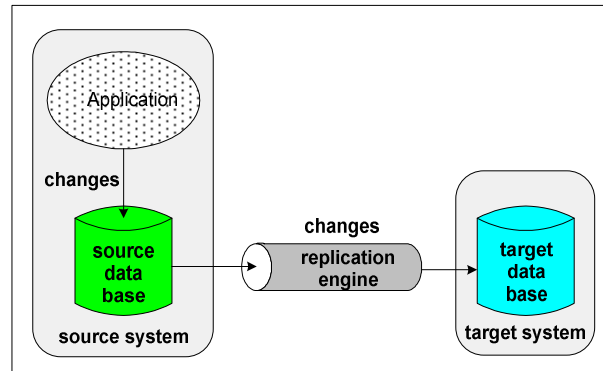 Application
changes
source
data
base
source system
changes
replication
engine
target
data
base
target system